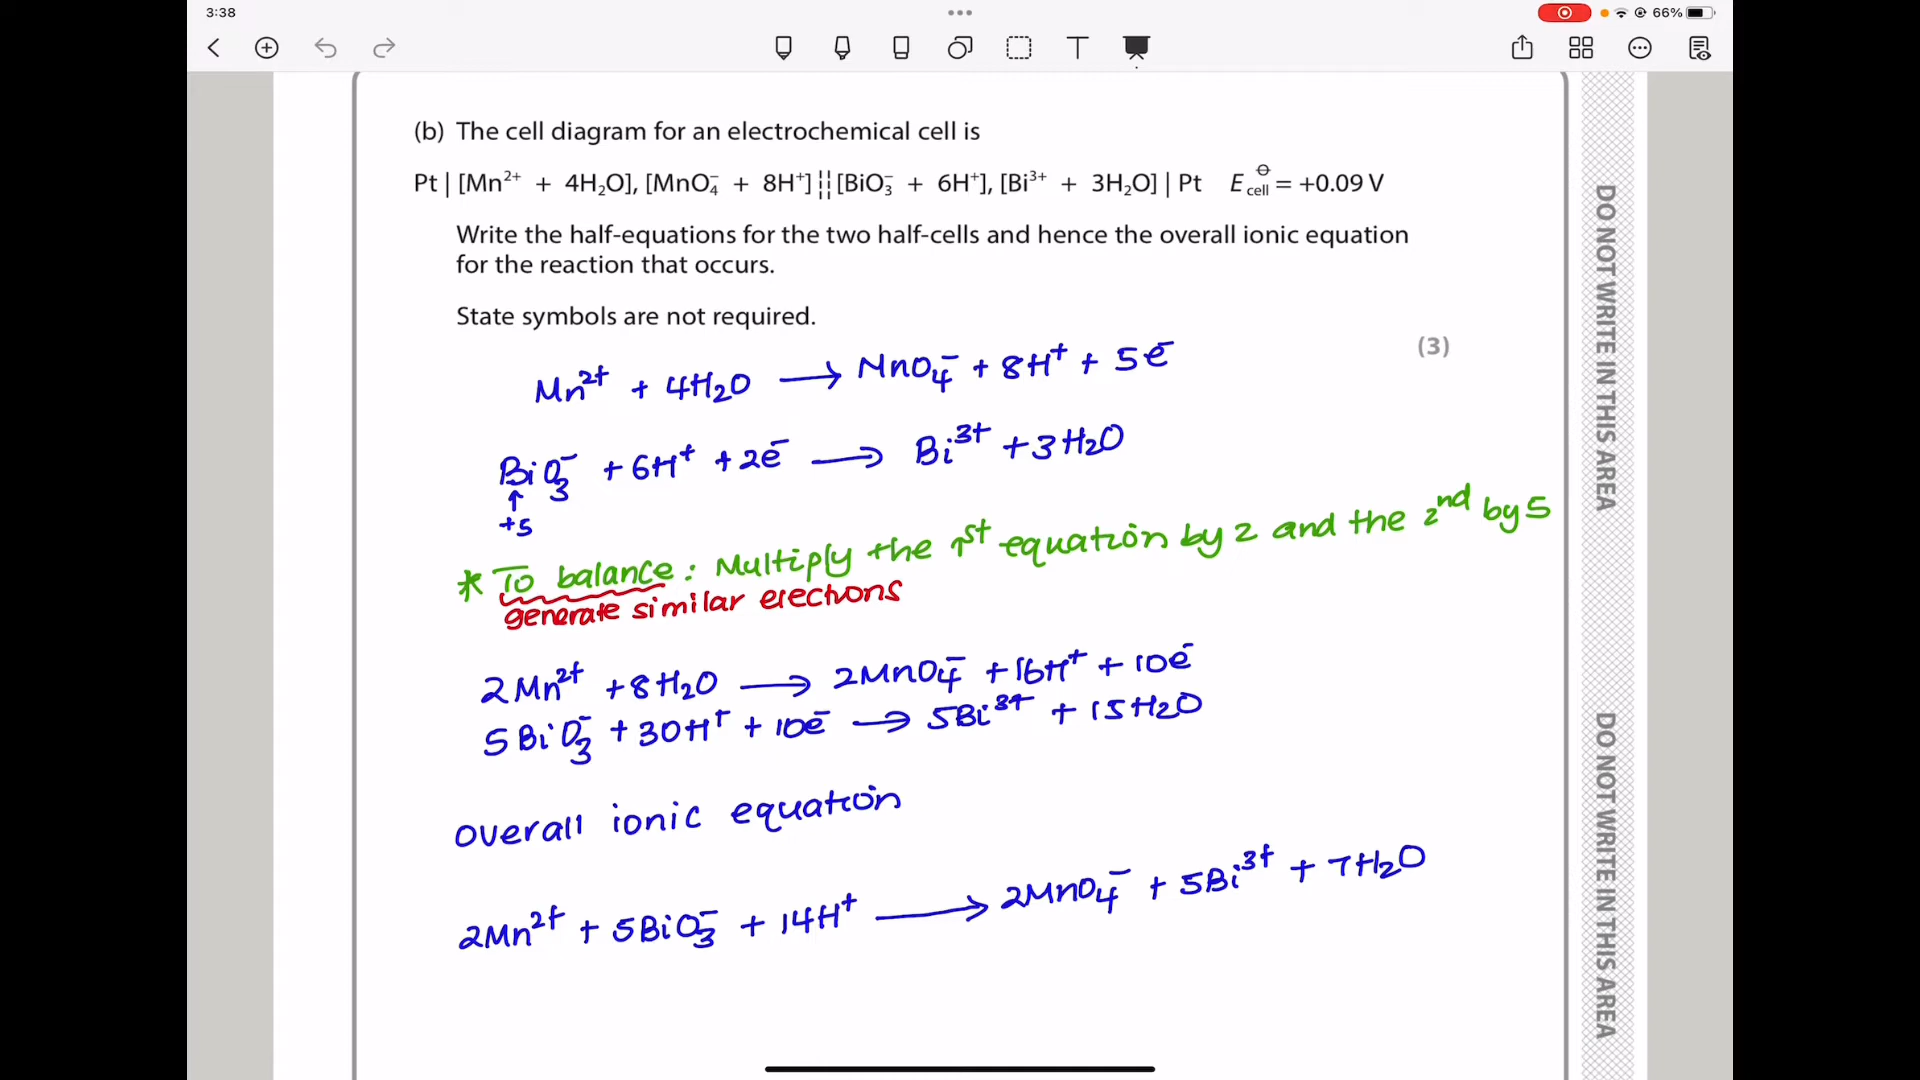 3:38
66%
(b) The cell diagram for an electrochemical cell is
Pt | [Mn²⁺ + 4H₂O], [MnO₄⁻ + 8H⁺] ¦¦ [BiO₃⁻ + 6H⁺], [Bi³⁺ + 3H₂O] | Pt E⦵cell = +0.09 V
Write the half-equations for the two half-cells and hence the overall ionic equation
for the reaction that occurs.
State symbols are not required.
(3)
Mn²⁺ + 4H₂O ⟶ MnO₄⁻ + 8H⁺ + 5e⁻
BiO₃⁻ + 6H⁺ + 2e⁻ ⟶ Bi³⁺ + 3H₂O
↑
+5
* To balance: Multiply the 1st equation by 2 and the 2nd by 5
generate similar erections
2Mn²⁺ + 8H₂O ⟶ 2MnO₄⁻ + 16H⁺ + 10e⁻
5BiO₃⁻ + 30H⁺ + 10e⁻ ⟶ 5Bi³⁺ + 15H₂O
overall ionic equation
2Mn²⁺ + 5BiO₃⁻ + 14H⁺ ⟶ 2MnO₄⁻ + 5Bi³⁺ + 7H₂O
DO NOT WRITE IN THIS AREA
DO NOT WRITE IN THIS AREA